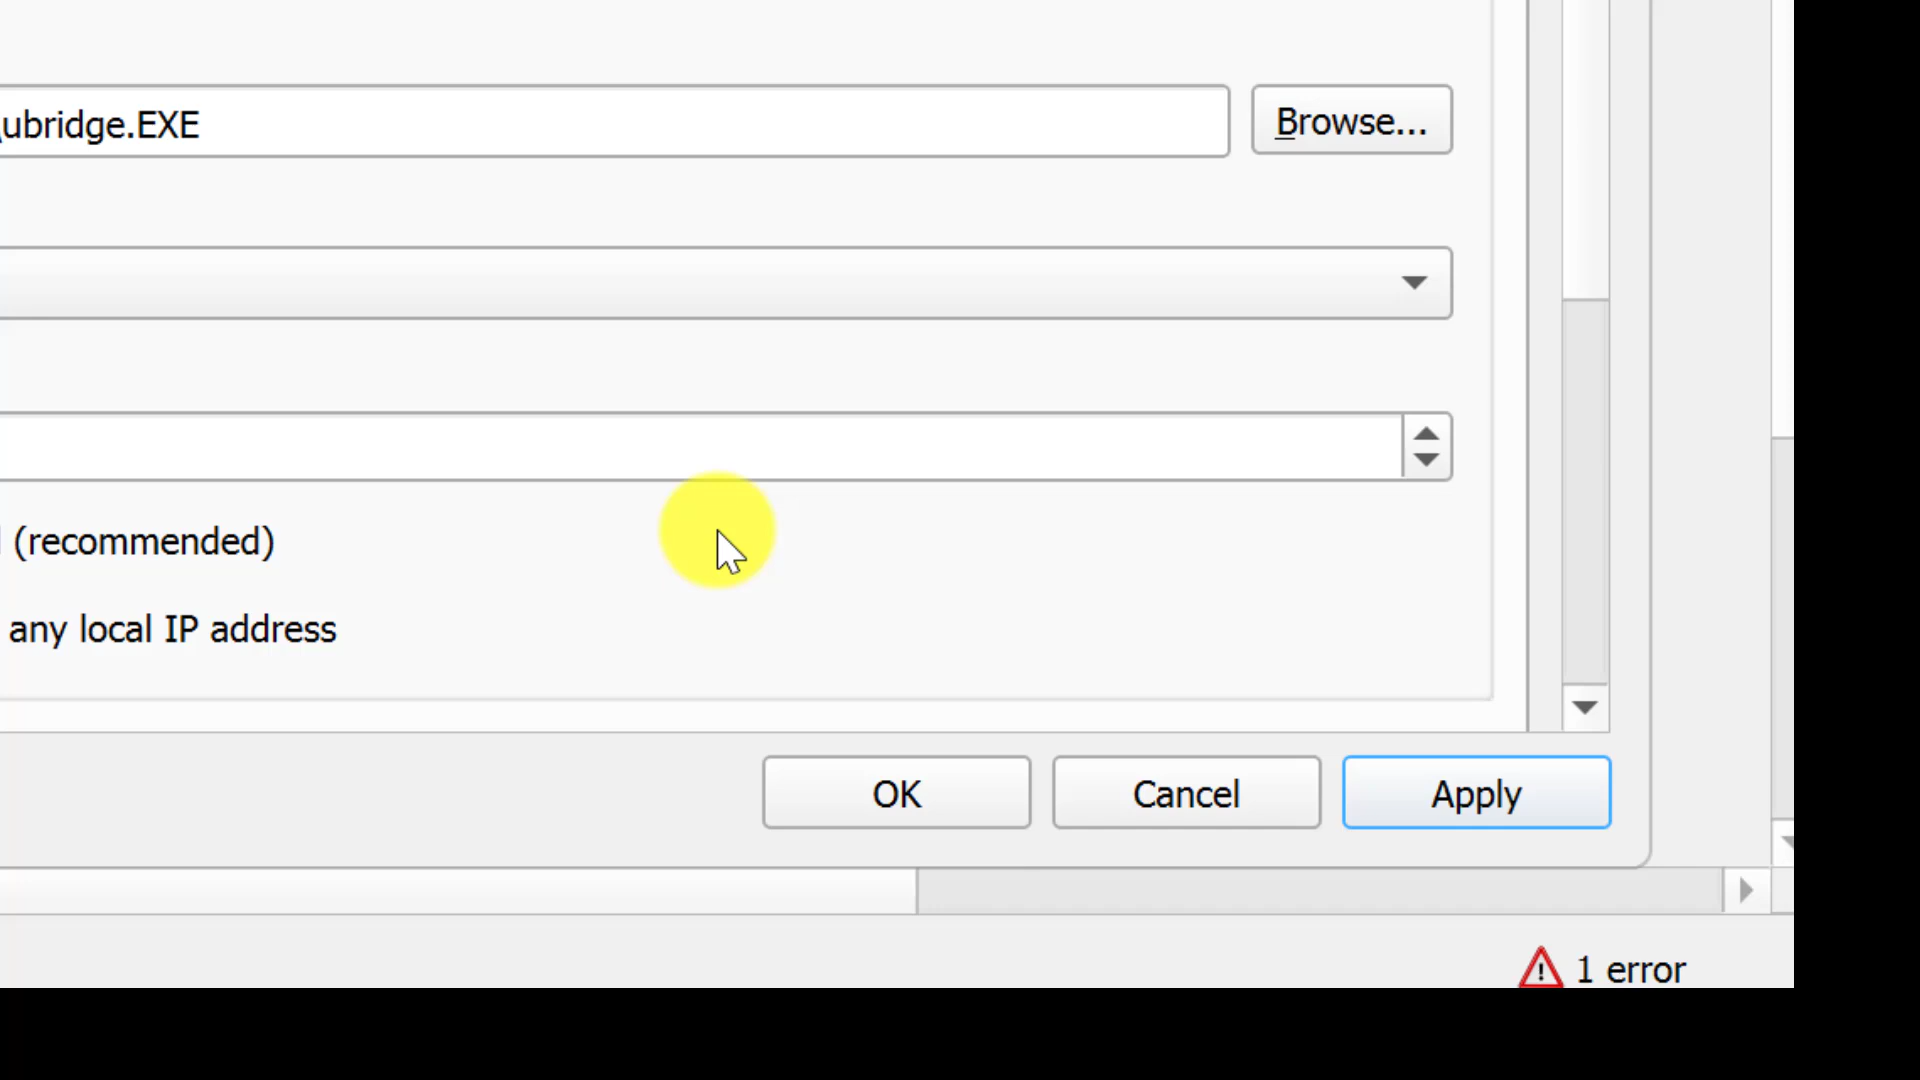 \ubridge.EXE
Browse...
(recommended)
any local IP address
OK
Cancel
Apply
1 error